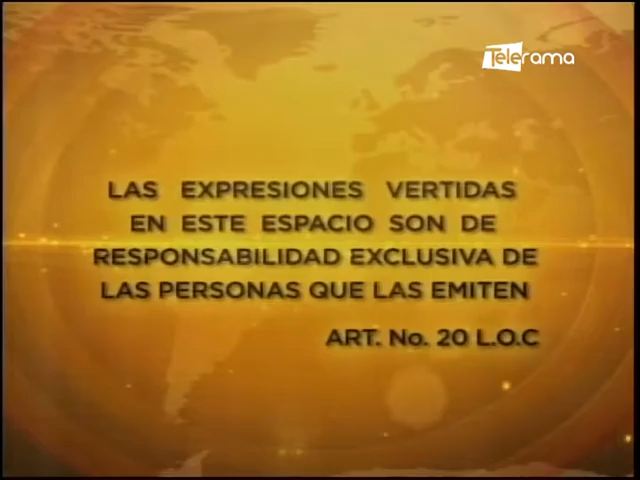 Telerama
LAS EXPRESIONES VERTIDAS
EN ESTE ESPACIO SON DE
RESPONSABILIDAD EXCLUSIVA DE
LAS PERSONAS QUE LAS EMITEN
ART. No. 20 L.O.C